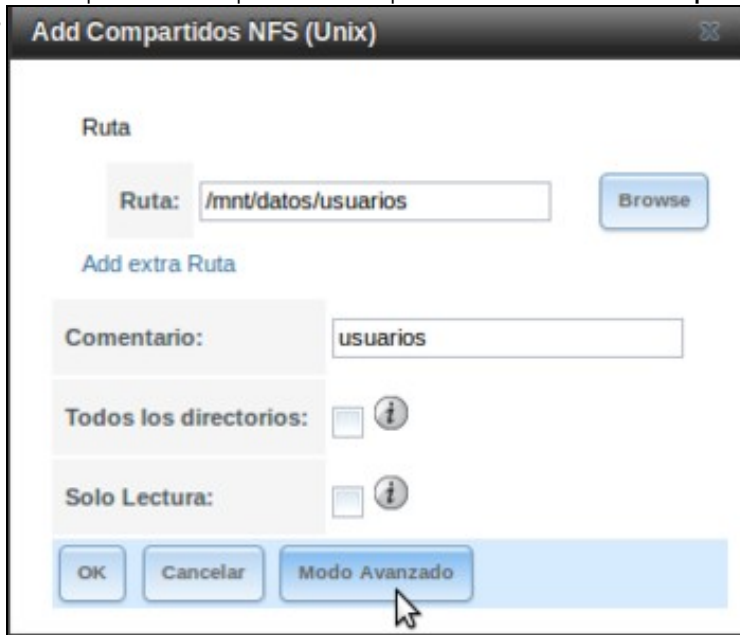 Add Compartidos NFS (Unix)
Ruta
Ruta: /mnt/datos/usuarios Browse
Add extra Ruta
Comentario: usuarios
Todos los directorios:
Solo Lectura:
OK Cancelar Modo Avanzado